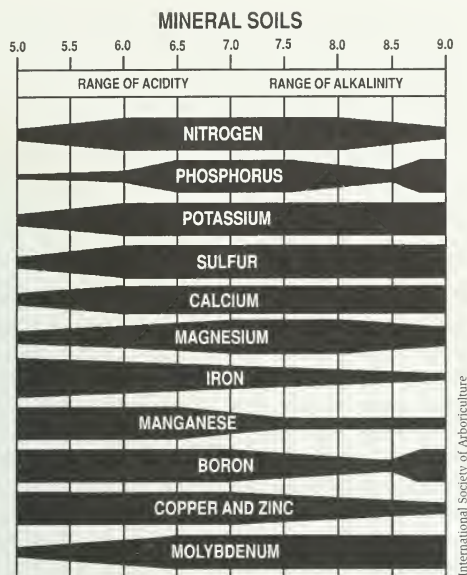 MINERAL SOILS
5.0 5.5 6.0 6.5 7.0 7.5 8.0 8.5 9.0
RANGE OF ACIDITY RANGE OF ALKALINITY
NITROGEN
PHOSPHORUS
POTASSIUM
SULFUR
CALCIUM
MAGNESIUM
IRON
MANGANESE
BORON
COPPER AND ZINC
MOLYBDENUM
International Society of Arboriculture